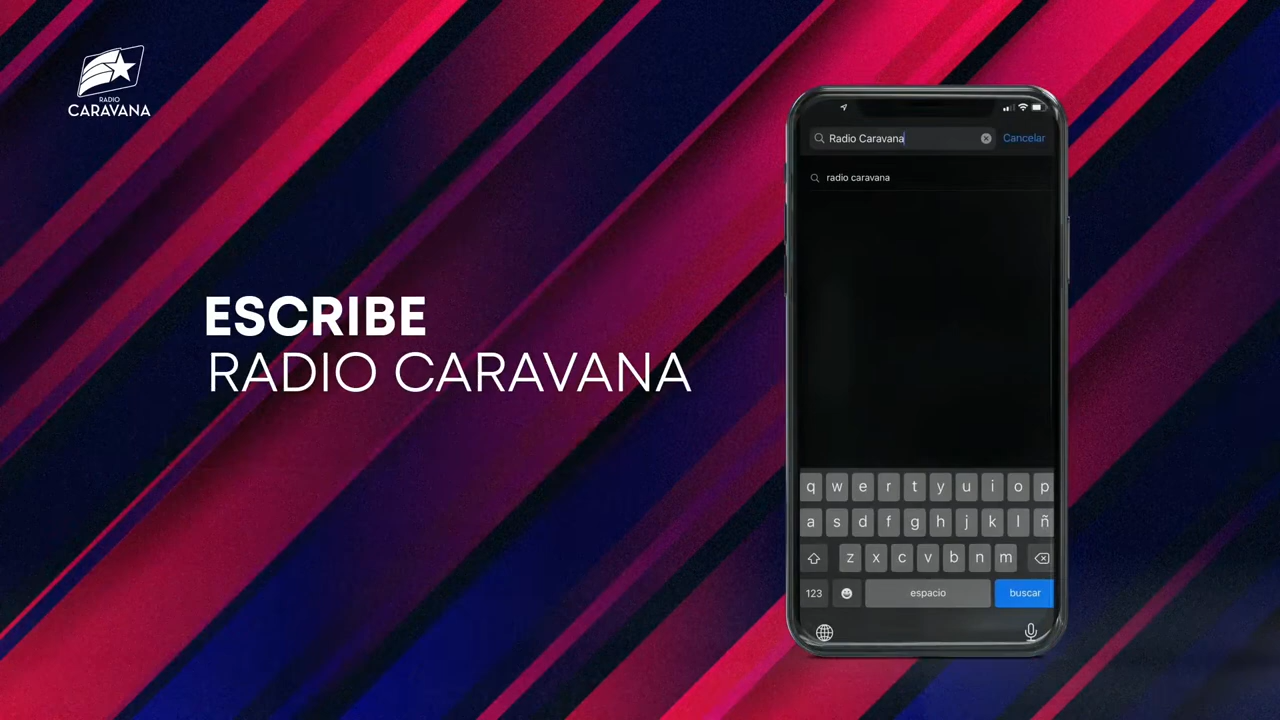 RADIO
CARAVANA
ESCRIBE
RADIO CARAVANA
Radio Caravana
Cancelar
radio caravana
q w e r t y u i o p
a s d f g h j k l ñ
z x c v b n m
123
espacio
buscar